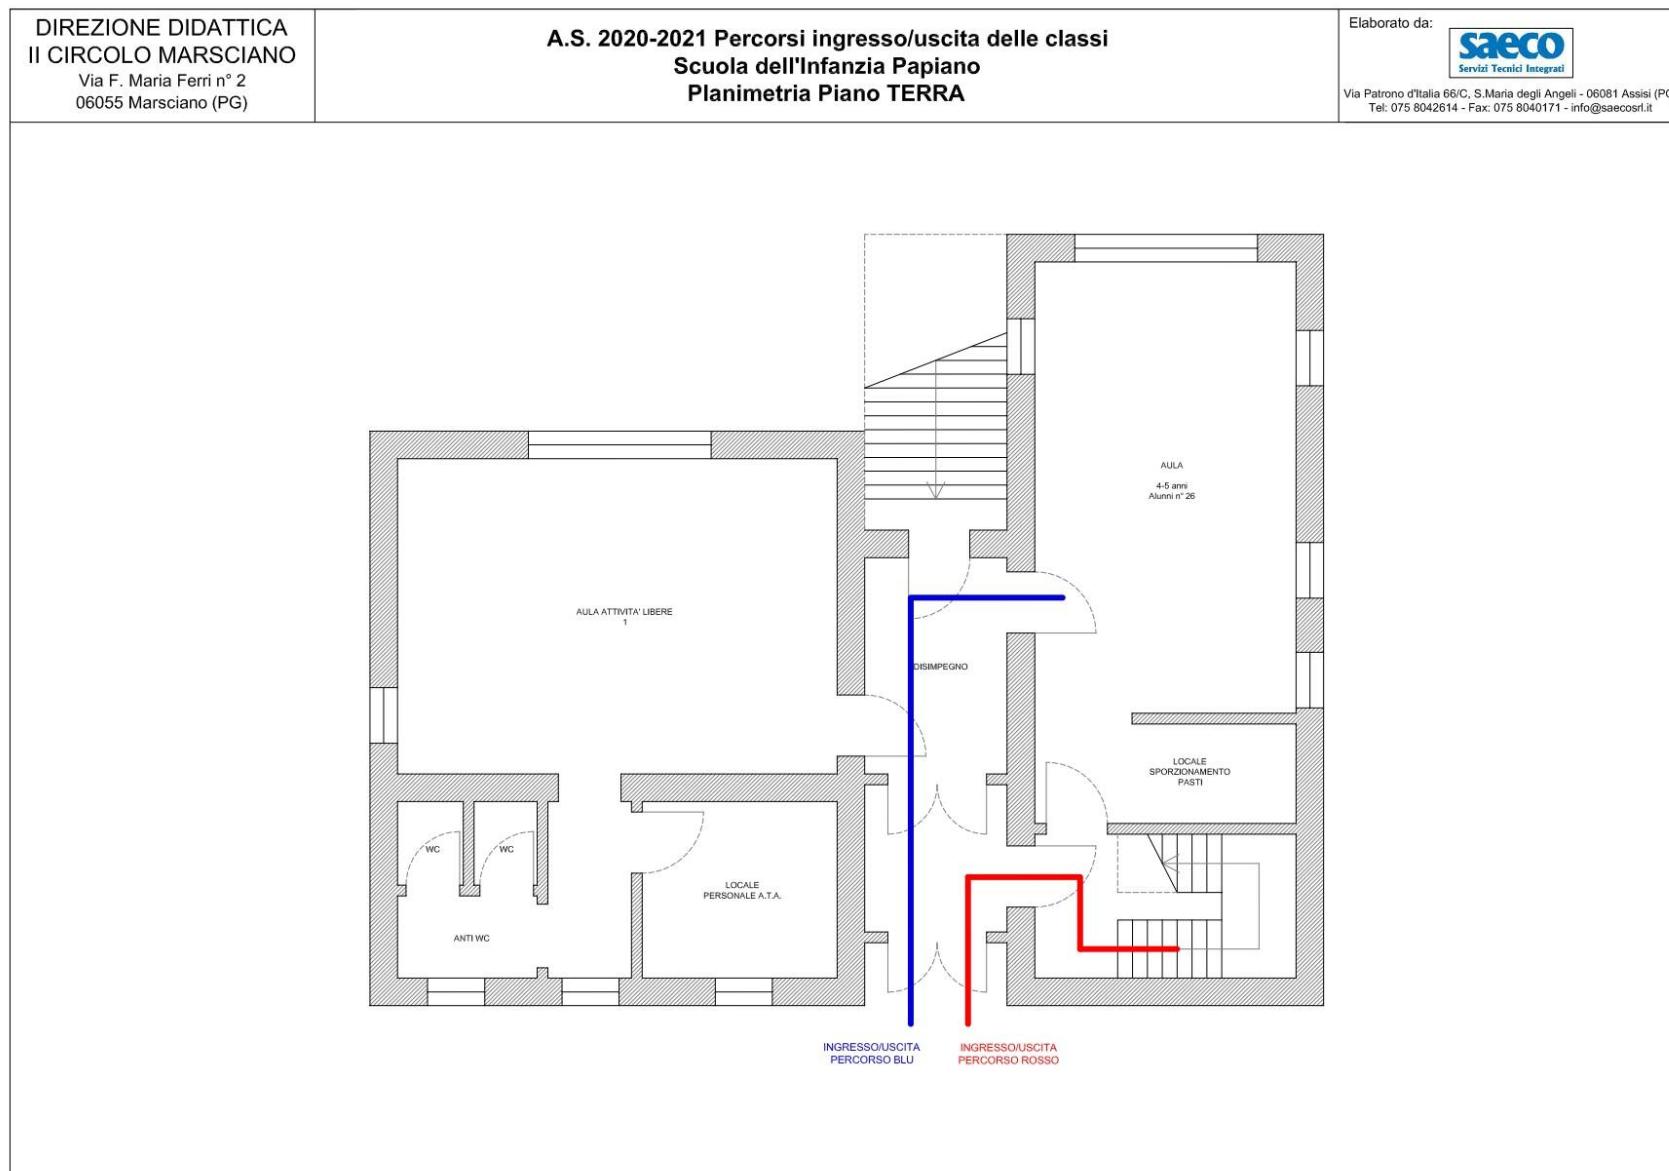 DIREZIONE DIDATTICA
II CIRCOLO MARSCIANO
Via F. Maria Ferri n° 2
06055 Marsciano (PG)
A.S. 2020-2021 Percorsi ingresso/uscita delle classi
Scuola dell'Infanzia Papiano
Planimetria Piano TERRA
Elaborato da:
saeco
Servizi Tecnici Integrati
Via Patrono d'Italia 66/C, S.Maria degli Angeli - 06081 Assisi (PG
Tel: 075 8042614 - Fax: 075 8040171 - info@saecosrl.it
AULA
4-5 anni
Alunni n° 26
AULA ATTIVITA' LIBERE
1
DISIMPEGNO
LOCALE
SPORZIONAMENTO
PASTI
WC
WC
LOCALE
PERSONALE A.T.A.
ANTI WC
INGRESSO/USCITA
PERCORSO BLU
INGRESSO/USCITA
PERCORSO ROSSO